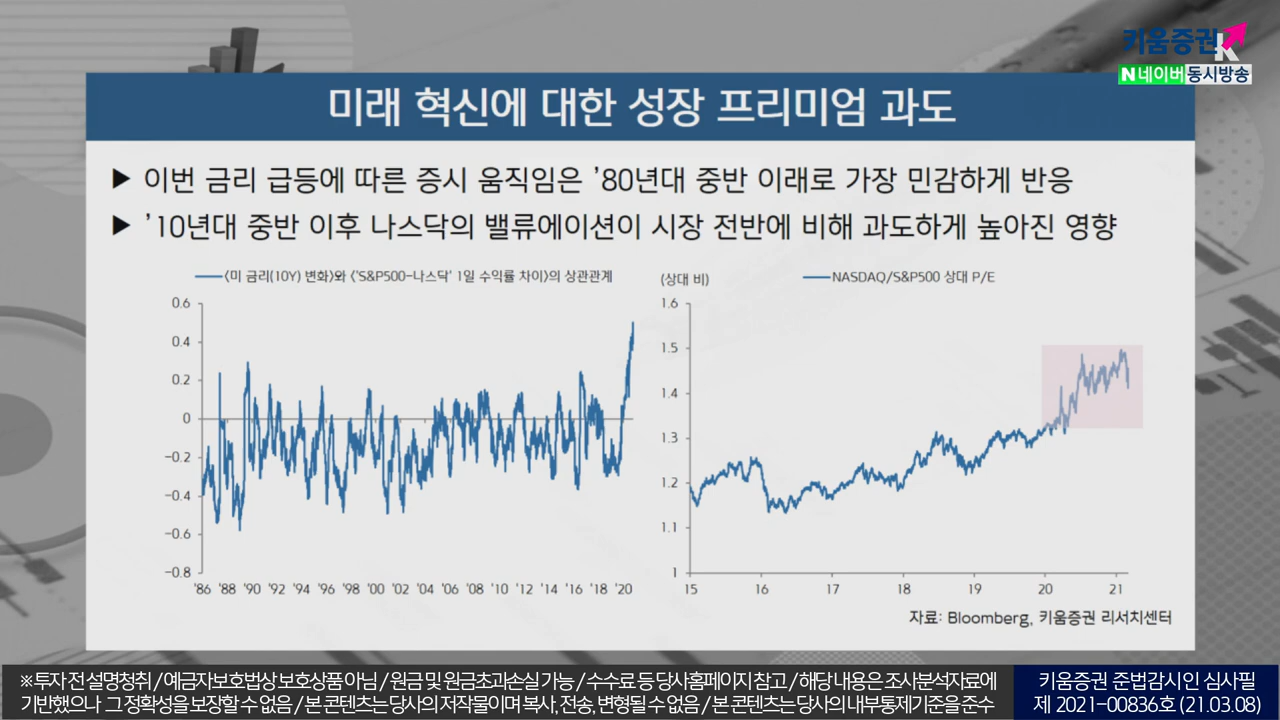 키움증권
N 네이버 동시방송
미래 혁신에 대한 성장 프리미엄 과도
▶ 이번 금리 급등에 따른 증시 움직임은 ’80년대 중반 이래로 가장 민감하게 반응
▶ ’10년대 중반 이후 나스닥의 밸류에이션이 시장 전반에 비해 과도하게 높아진 영향
〈미 금리(10Y) 변화〉와 〈'S&P500-나스닥' 1일 수익률 차이〉의 상관관계
0.6
0.4
0.2
0
-0.2
-0.4
-0.6
-0.8
'86 '88 '90 '92 '94 '96 '98 '00 '02 '04 '06 '08 '10 '12 '14 '16 '18 '20
(상대 비)
NASDAQ/S&P500 상대 P/E
1.6
1.5
1.4
1.3
1.2
1.1
1
15 16 17 18 19 20 21
자료: Bloomberg, 키움증권 리서치센터
※ 투자 전 설명청취 / 예금자보호법상 보호상품 아님 / 원금 및 원금초과손실 가능 / 수수료 등 당사홈페이지 참고 / 해당 내용은 조사분석자료에
기반했으나 그 정확성을 보장할 수 없음 / 본 콘텐츠는 당사의 저작물이며 복사, 전송, 변형될 수 없음 / 본 콘텐츠는 당사의 내부통제기준을 준수
키움증권 준법감시인 심사필
제 2021-00836호 (21.03.08)